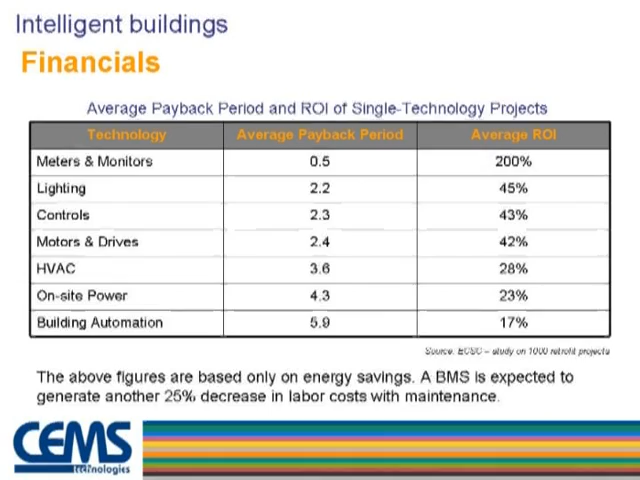 Intelligent buildings
Financials
Average Payback Period and ROI of Single-Technology Projects
Technology Average Payback Period Average ROI
Meters & Monitors 0.5 200%
Lighting 2.2 45%
Controls 2.3 43%
Motors & Drives 2.4 42%
HVAC 3.6 28%
On-site Power 4.3 23%
Building Automation 5.9 17%
Source: – study on 1000 retrofit projects
The above figures are based only on energy savings. A BMS is expected to
generate another 25% decrease in labor costs with maintenance.
CEMS
technologies